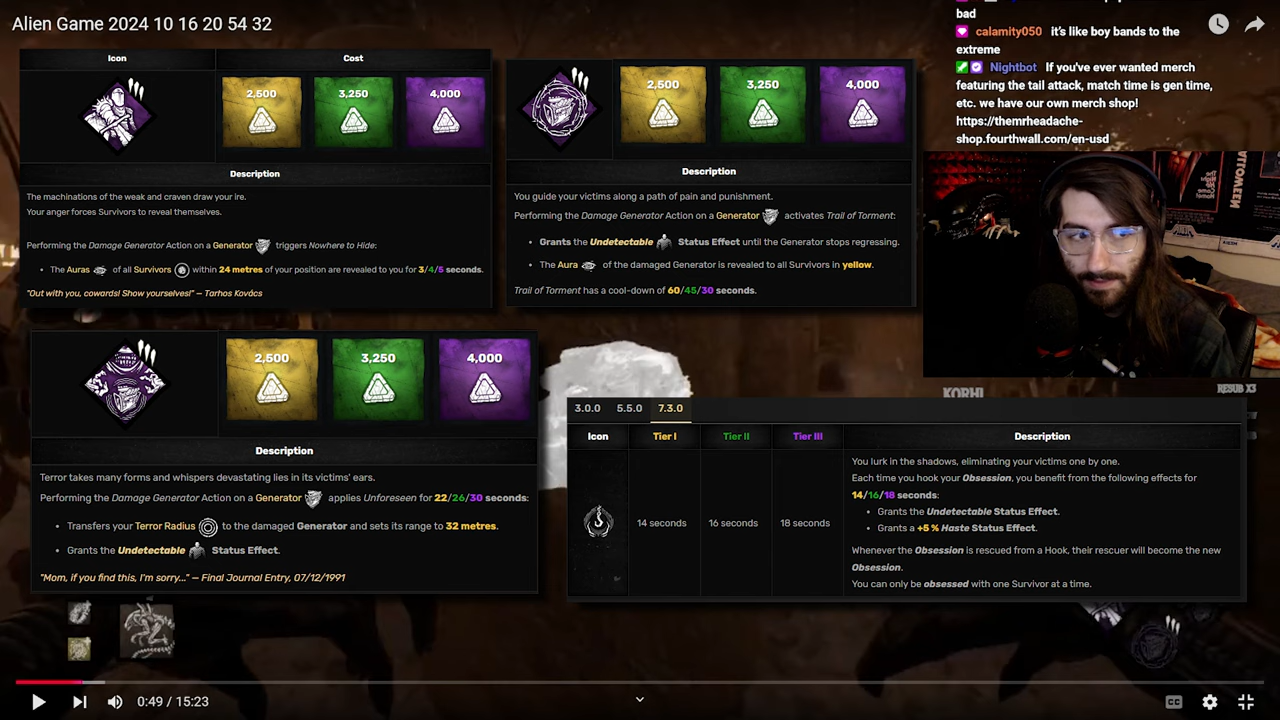 Alien Game 2024 10 16 20 54 32
bad
calamity050 it's like boy bands to the
extreme
Nightbot If you've ever wanted merch
featuring the tail attack, match time is gen time,
etc. we have our own merch shop!
https://themrheadache-
shop.fourthwall.com/en-usd
Icon Cost
2,500 3,250 4,000
Description
The machinations of the weak and craven draw your ire.
Your anger forces Survivors to reveal themselves.
Performing the Damage Generator Action on a Generator triggers Nowhere to Hide:
• The Auras of all Survivors within 24 metres of your position are revealed to you for 3/4/5 seconds.
"Out with you, cowards! Show yourselves!" — Tarhos Kovács
2,500 3,250 4,000
Description
You guide your victims along a path of pain and punishment.
Performing the Damage Generator Action on a Generator activates Trail of Torment:
• Grants the Undetectable Status Effect until the Generator stops regressing.
• The Aura of the damaged Generator is revealed to all Survivors in yellow.
Trail of Torment has a cool-down of 60/45/30 seconds.
HALLOWEEN
2,500 3,250 4,000
Description
Terror takes many forms and whispers devastating lies in its victims' ears.
Performing the Damage Generator Action on a Generator applies Unforeseen for 22/26/30 seconds:
• Transfers your Terror Radius to the damaged Generator and sets its range to 32 metres.
• Grants the Undetectable Status Effect.
"Mom, if you find this, I'm sorry..." — Final Journal Entry, 07/12/1991
KORHI RESUB X3
3.0.0 5.5.0 7.3.0
Icon Tier I Tier II Tier III Description
14 seconds 16 seconds 18 seconds
You lurk in the shadows, eliminating your victims one by one.
Each time you hook your Obsession, you benefit from the following effects for
14/16/18 seconds:
• Grants the Undetectable Status Effect.
• Grants a +5 % Haste Status Effect.
Whenever the Obsession is rescued from a Hook, their rescuer will become the new
Obsession.
You can only be obsessed with one Survivor at a time.
0:49 / 15:23
CC